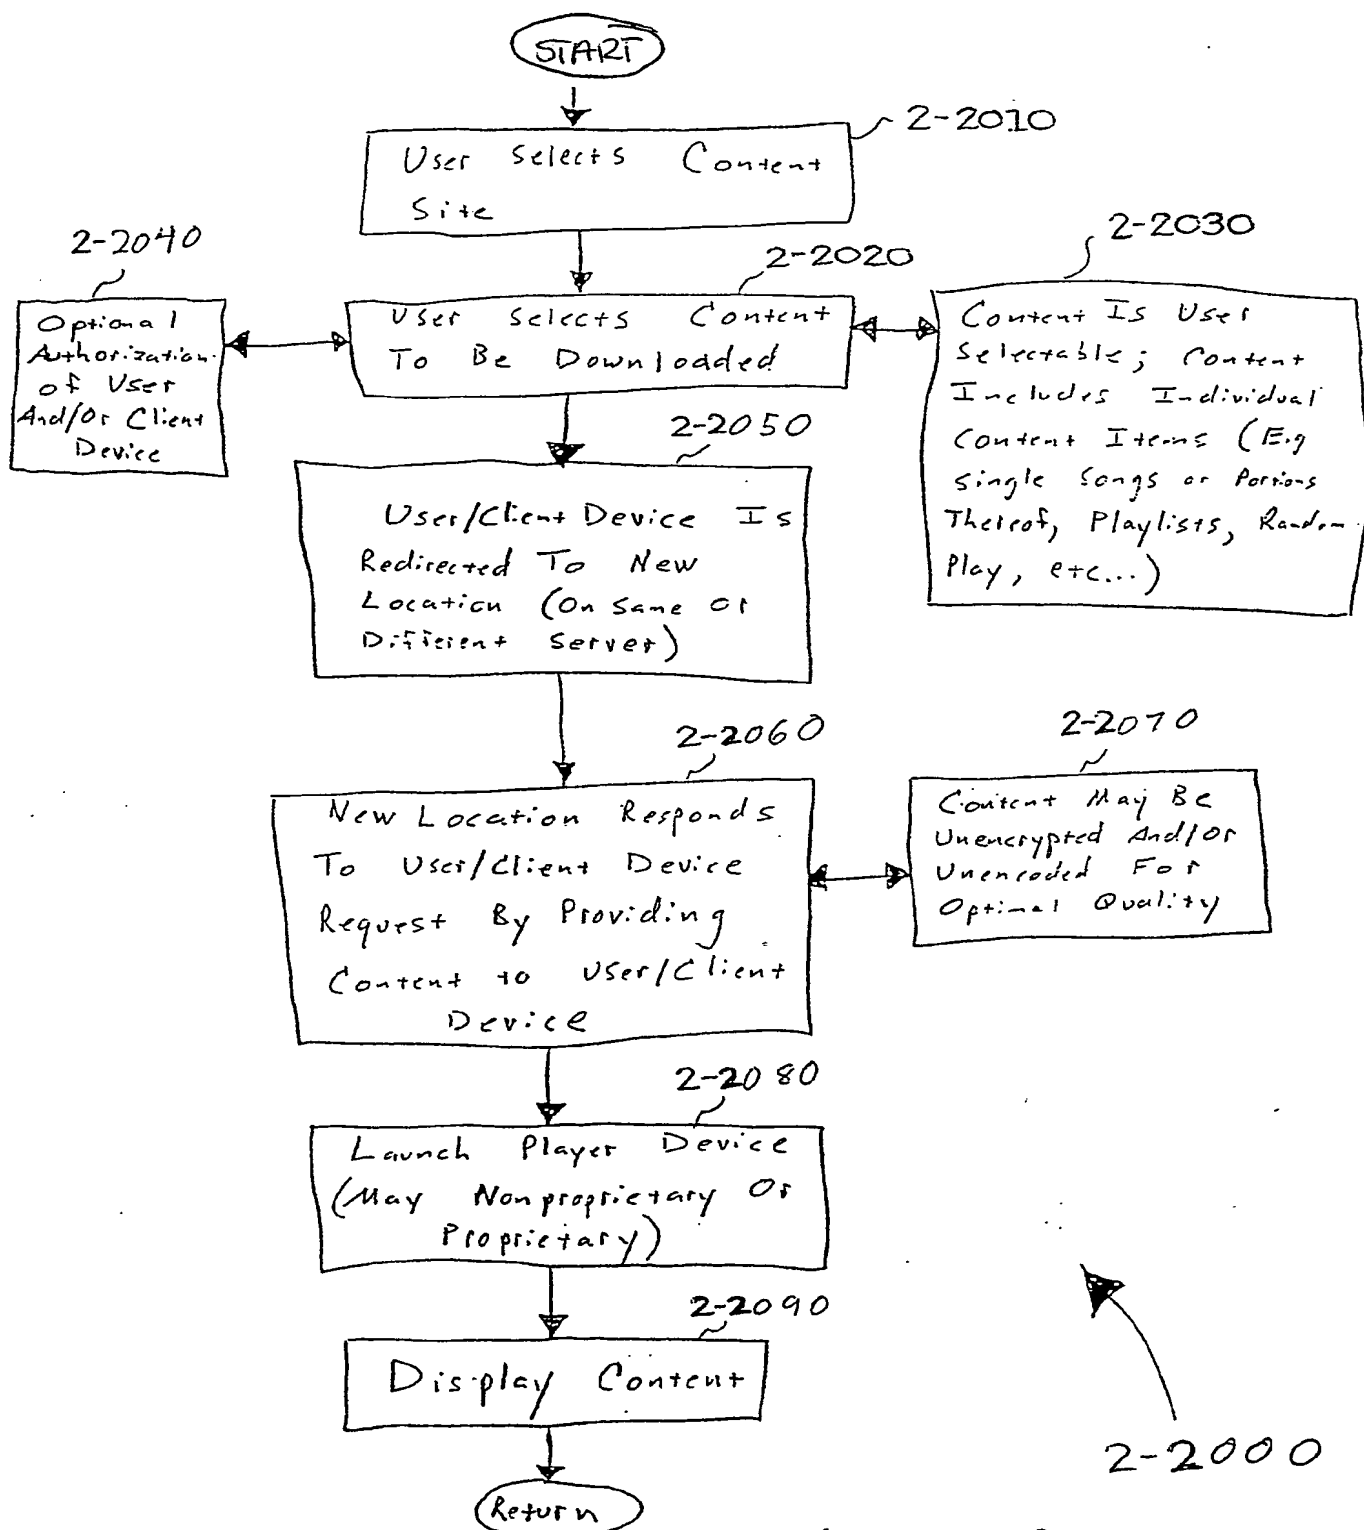 START
2-2010
User Selects Content
Site
2-2040
2-2020
2-2030
Optional
Authorization
of User
And/Or Client
Device
User Selects Content
To Be Downloaded
Content Is User
Selectable; Content
Includes Individual
Content Items (E.g
Single Songs or Portions
Thereof, Playlists, Random
Play, etc...)
2-2050
User/Client Device Is
Redirected To New
Location (On Same Or
Different Server)
2-2060
2-2070
New Location Responds
To User/Client Device
Request By Providing
Content to User/Client
Device
Content May Be
Unencrypted And/Or
Unencoded For
Optimal Quality
2-2080
Launch Player Device
(May Nonproprietary Or
Proprietary)
2-2090
Display Content
2-2000
Return